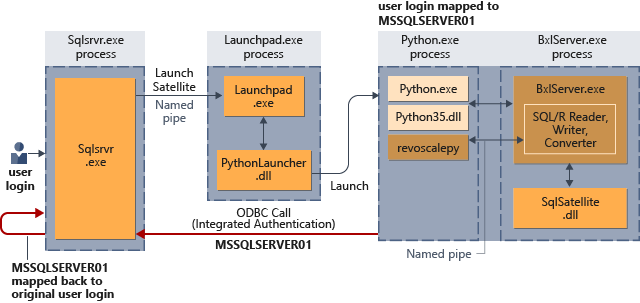 user login mapped to
MSSQLSERVER01
Sqlsrvr.exe
process
Launchpad.exe
process
Python.exe
process
BxlServer.exe
process
Launch
Satellite
Named
pipe
Launchpad
.exe
Python.exe
Python35.dll
revoscalepy
BxlServer.exe
SQL/R Reader,
Writer,
Converter
Sqlsrvr
.exe
user
login
PythonLauncher
.dll
Launch
SqlSatellite
.dll
ODBC Call
(Integrated Authentication)
MSSQLSERVER01
Named pipe
MSSQLSERVER01
mapped back to
original user login